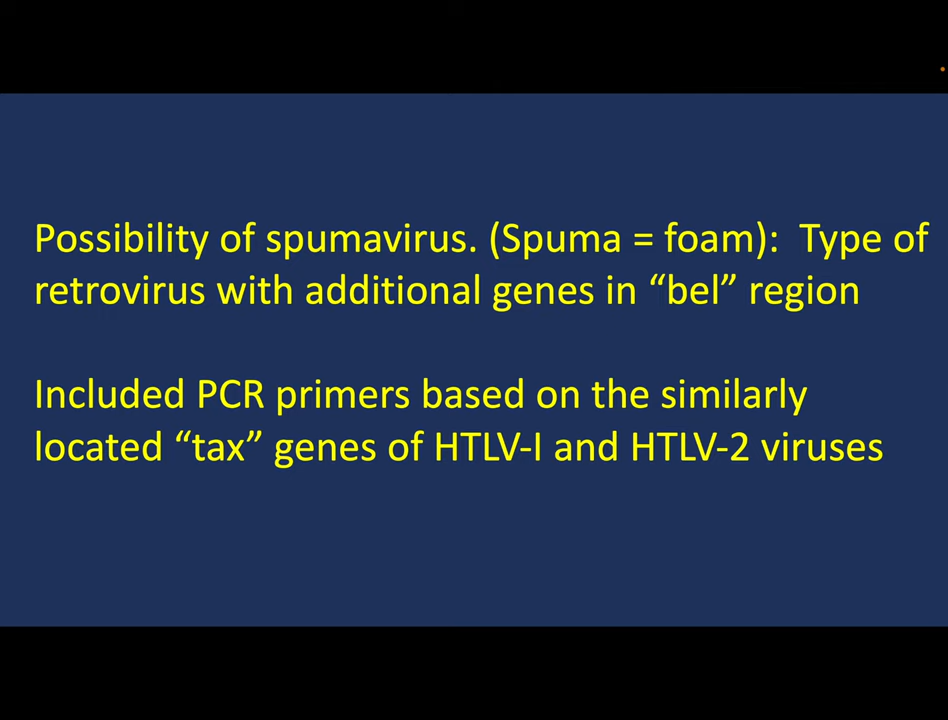 Possibility of spumavirus. (Spuma = foam):  Type of
retrovirus with additional genes in “bel” region
Included PCR primers based on the similarly
located “tax” genes of HTLV-I and HTLV-2 viruses